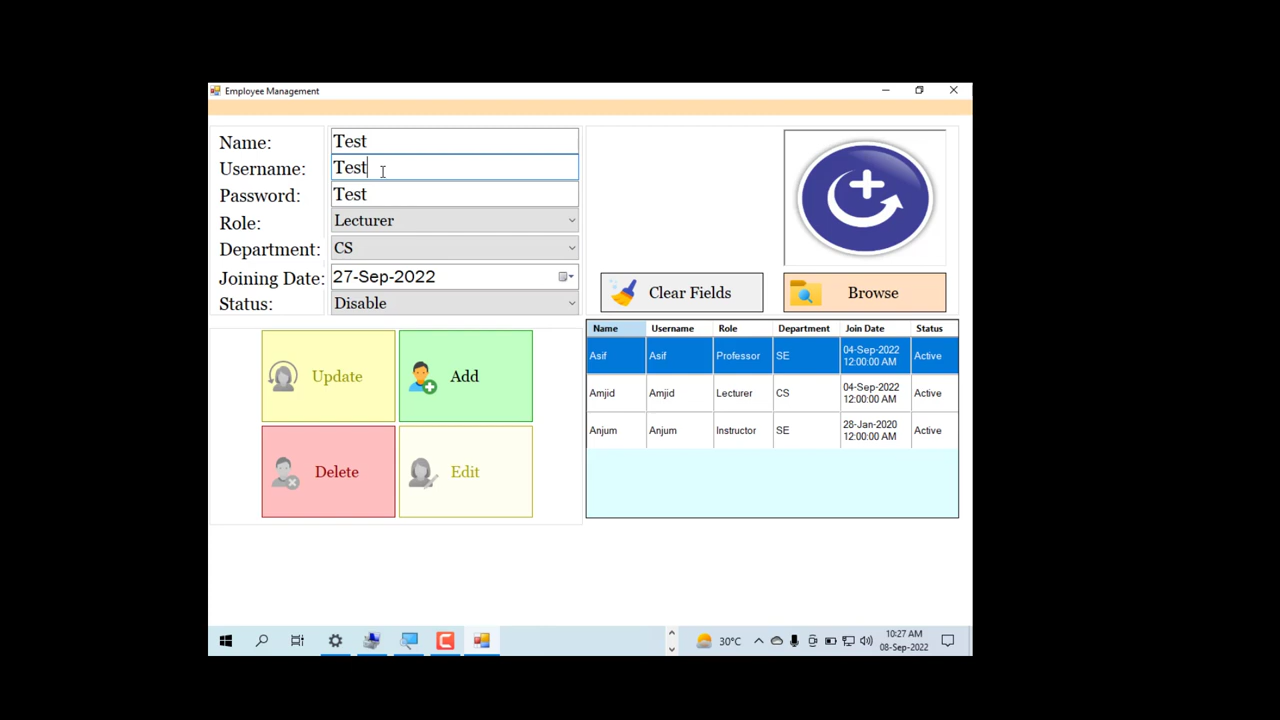 Employee Management
Name: Test
Username: Test
Password: Test
Role: Lecturer
Department: CS
Joining Date: 27-Sep-2022
Status: Disable
Clear Fields Browse
Update Add
Delete Edit
Name Username Role Department Join Date Status
Asif Asif Professor SE 04-Sep-2022 12:00:00 AM Active
Amjid Amjid Lecturer CS 04-Sep-2022 12:00:00 AM Active
Anjum Anjum Instructor SE 28-Jan-2020 12:00:00 AM Active
30°C 10:27 AM
08-Sep-2022